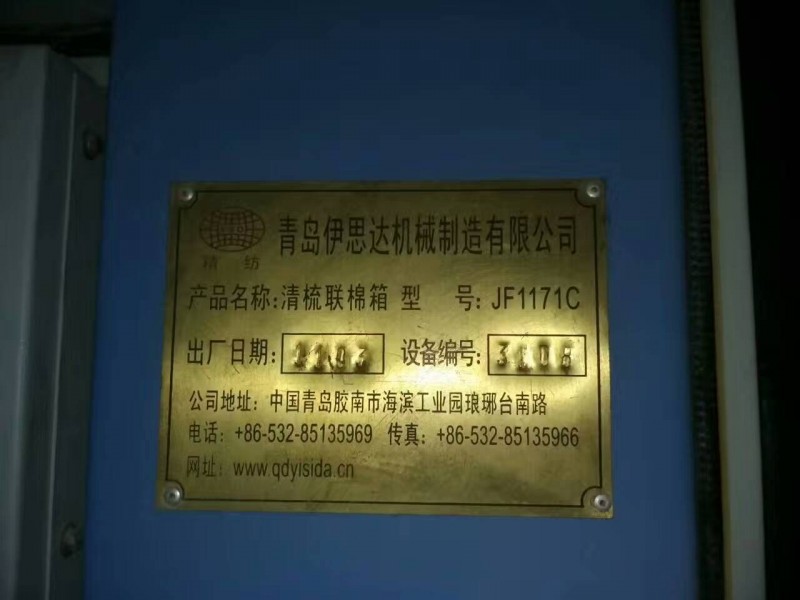 青岛伊思达机械制造有限公司
精 纺
产品名称:清梳联棉箱 型 号: JF1171C
出厂日期: 1103 设备编号: 3108
公司地址: 中国青岛胶南市海滨工业园琅琊台南路
电话: +86-532-85135969 传真: +86-532-85135966
网址: www.qdyisida.cn